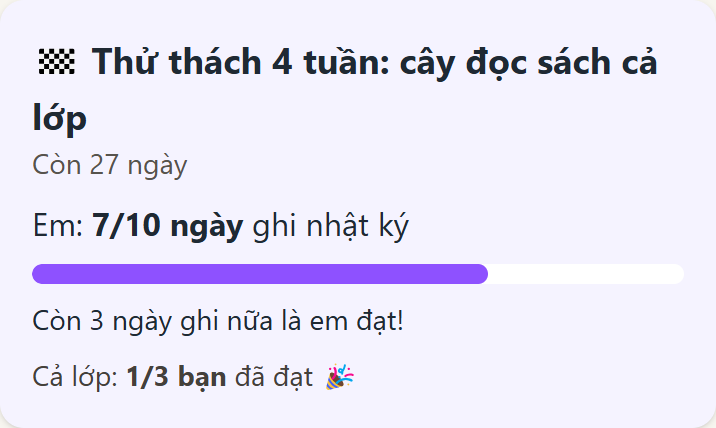 🏁 Thử thách 4 tuần: cây đọc sách cả
lớp
Còn 27 ngày
Em: 7/10 ngày ghi nhật ký
Còn 3 ngày ghi nữa là em đạt!
Cả lớp: 1/3 bạn đã đạt 🎉